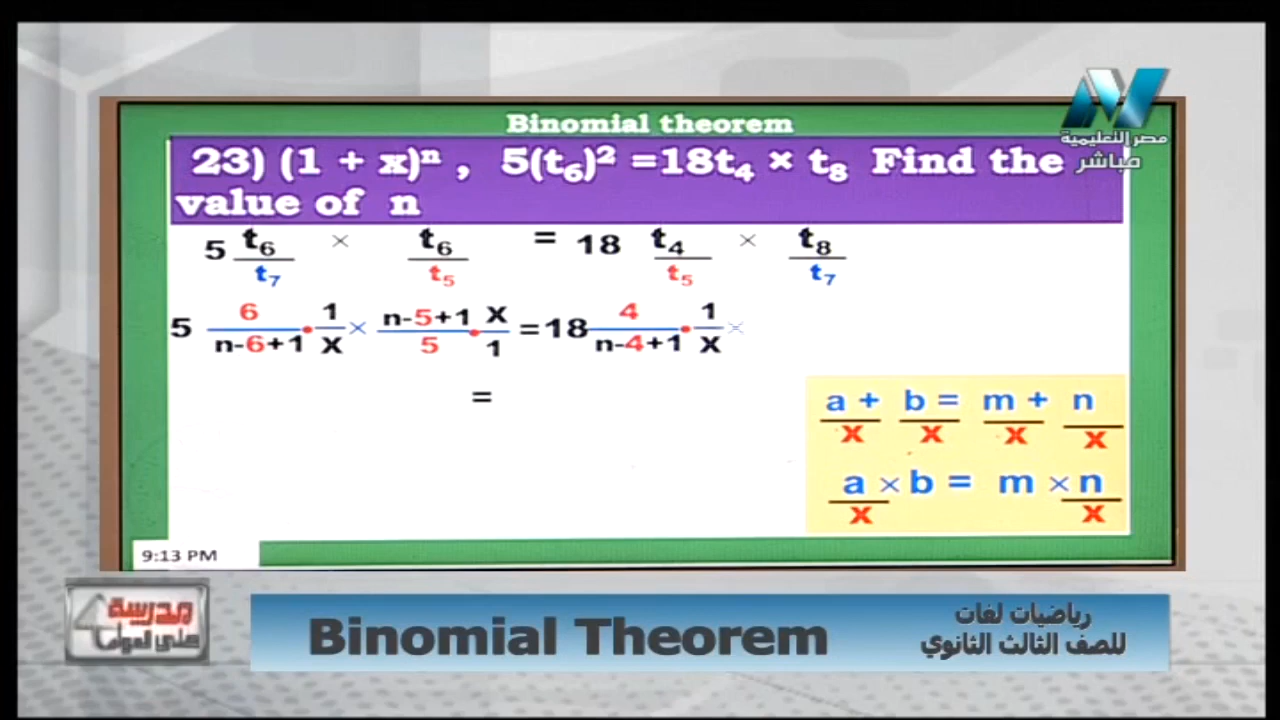 Binomial theorem
مصر التعليمية
مباشر
23) (1 + x)ⁿ , 5(t₆)² =18t₄ × t₈ Find the
value of n
5 t₆/t₇ × t₆/t₅ = 18 t₄/t₅ × t₈/t₇
5 6/(n-6+1) • 1/x × (n-5+1)/5 • x/1 =18 4/(n-4+1) • 1/x ×
=
a/x + b/x = m/x + n/x
a/x × b = m × n/x
9:13 PM
مدرسة
على الهواء
Binomial Theorem
رياضيات لغات
للصف الثالث الثانوي